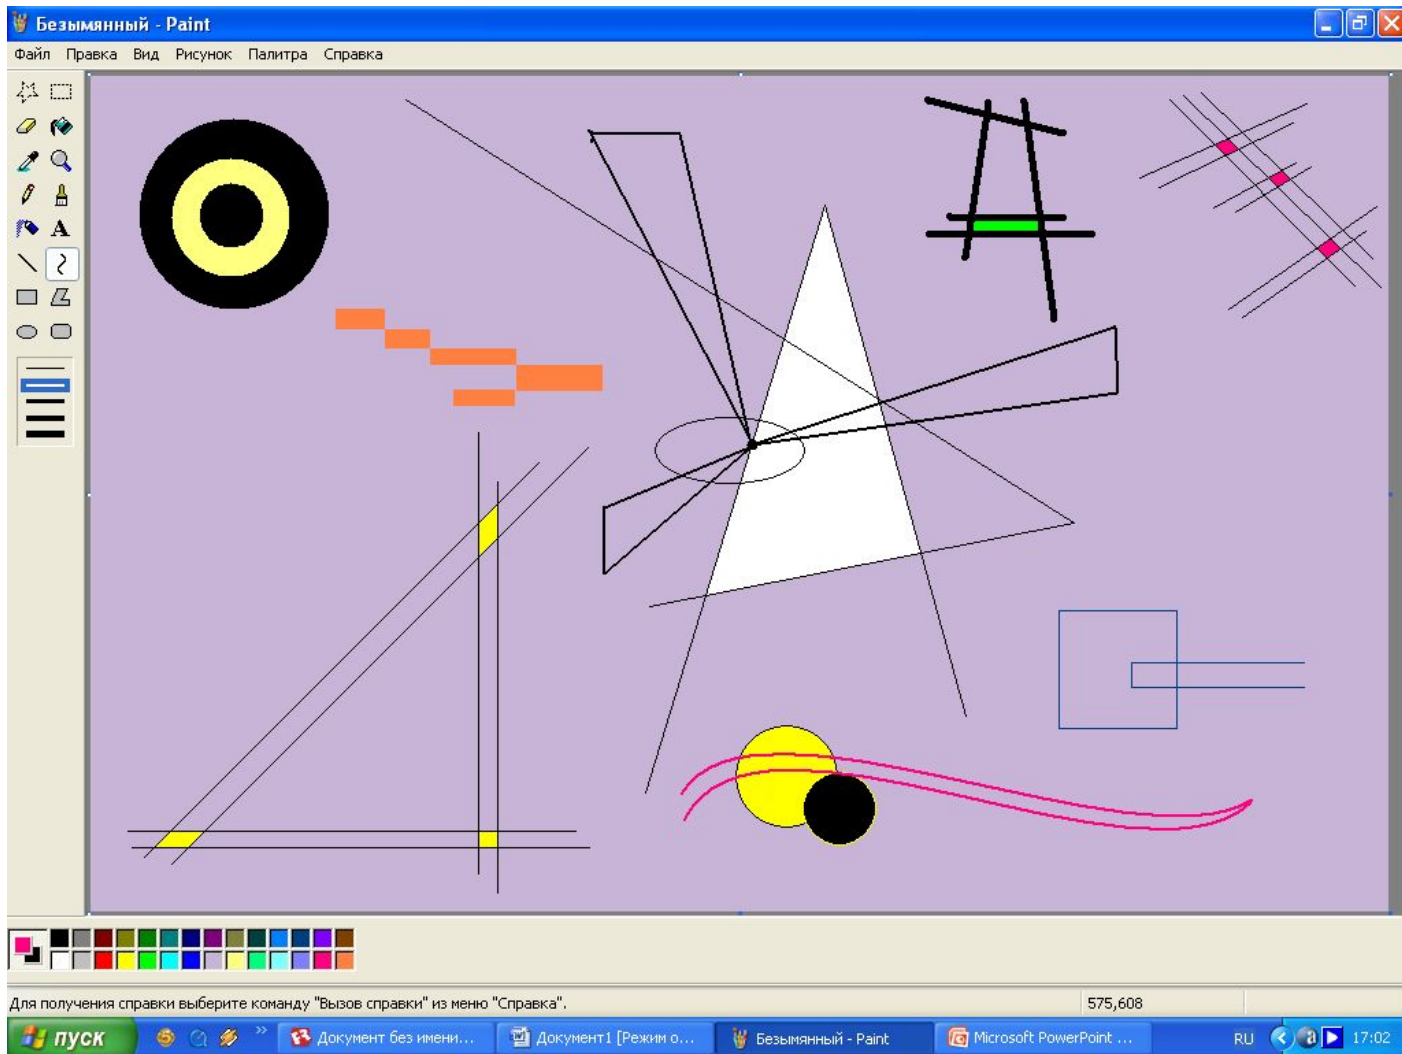 Безымянный - Paint
Файл Правка Вид Рисунок Палитра Справка
A
Для получения справки выберите команду "Вызов справки" из меню "Справка".
575,608
пуск
Документ без имени...
Документ1 [Режим о...
Безымянный - Paint
Microsoft PowerPoint ...
RU
17:02